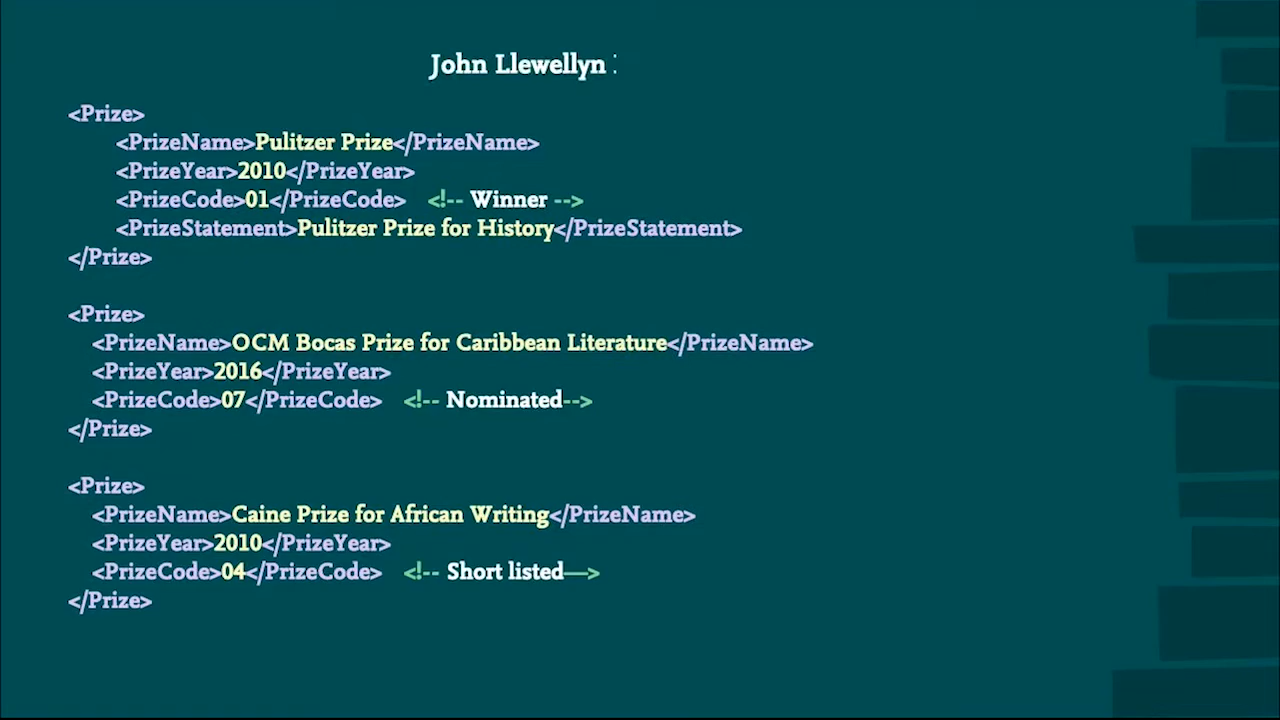 John Llewellyn :
<Prize>
<PrizeName>Pulitzer Prize</PrizeName>
<PrizeYear>2010</PrizeYear>
<PrizeCode>01</PrizeCode> <!-- Winner -->
<PrizeStatement>Pulitzer Prize for History</PrizeStatement>
</Prize>
<Prize>
<PrizeName>OCM Bocas Prize for Caribbean Literature</PrizeName>
<PrizeYear>2016</PrizeYear>
<PrizeCode>07</PrizeCode> <!-- Nominated-->
</Prize>
<Prize>
<PrizeName>Caine Prize for African Writing</PrizeName>
<PrizeYear>2010</PrizeYear>
<PrizeCode>04</PrizeCode> <!-- Short listed—>
</Prize>